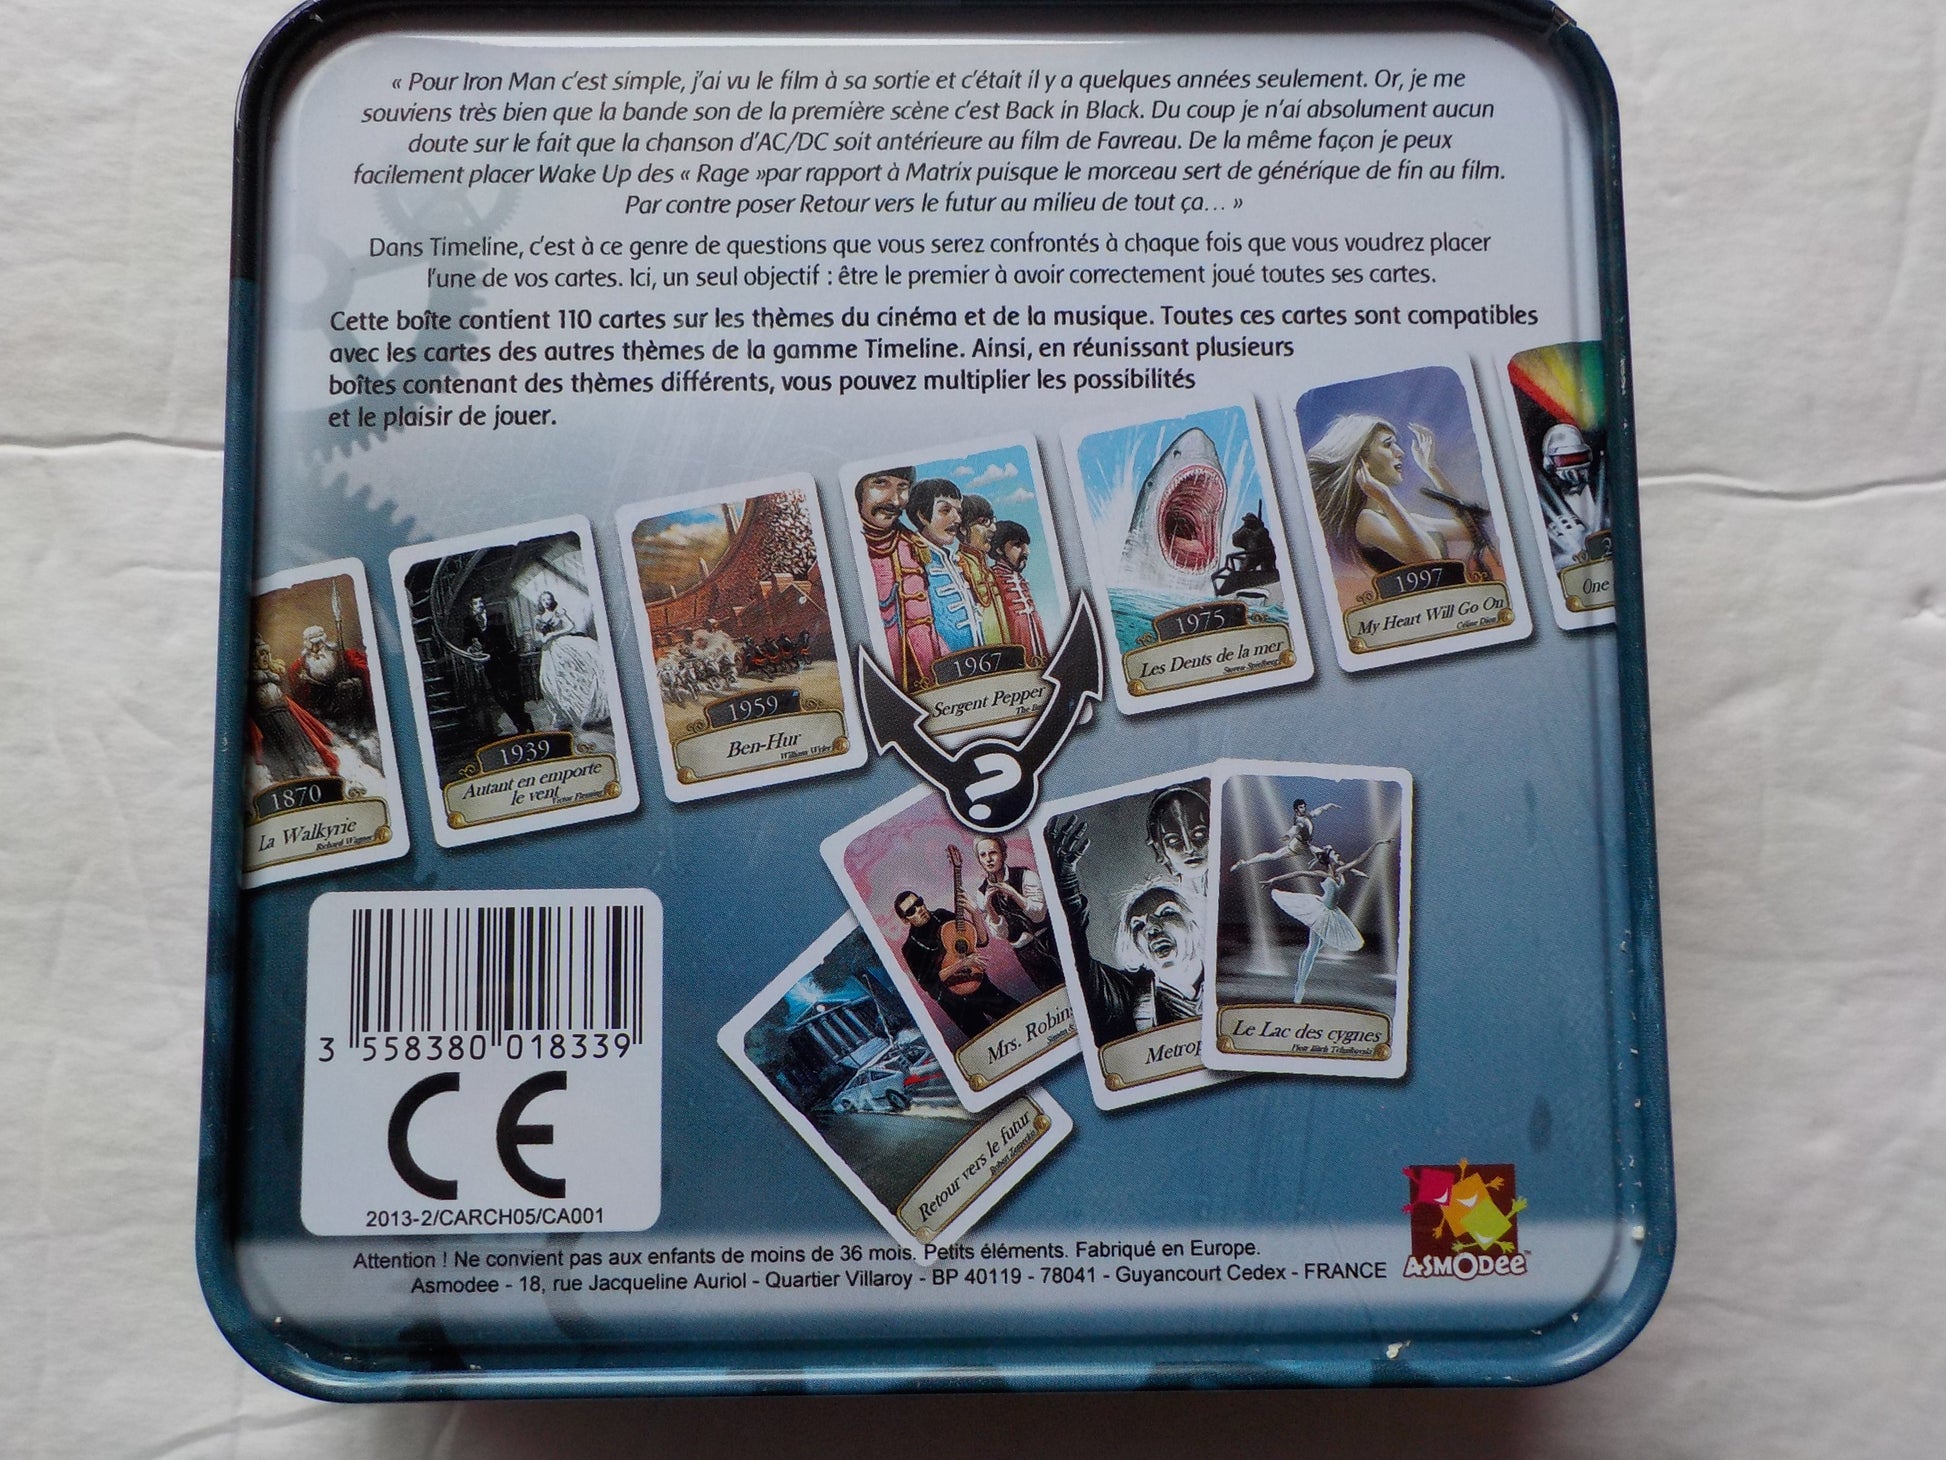 « Pour Iron Man c'est simple, j'ai vu le film à sa sortie et c'était il y a quelques années seulement. Or, je me
souviens très bien que la bande son de la première scène c'est Back in Black. Du coup je n'ai absolument aucun
doute sur le fait que la chanson d'AC/DC soit antérieure au film de Favreau. De la même façon je peux
facilement placer Wake Up des « Rage »par rapport à Matrix puisque le morceau sert de générique de fin au film.
Par contre poser Retour vers le futur au milieu de tout ça... »
Dans Timeline, c'est à ce genre de questions que vous serez confrontés à chaque fois que vous voudrez placer
l'une de vos cartes. Ici, un seul objectif : être le premier à avoir correctement joué toutes ses cartes.
Cette boîte contient 110 cartes sur les thèmes du cinéma et de la musique. Toutes ces cartes sont compatibles
avec les cartes des autres thèmes de la gamme Timeline. Ainsi, en réunissant plusieurs
boîtes contenant des thèmes différents, vous pouvez multiplier les possibilités
et le plaisir de jouer.
1870
La Walkyrie
Richard Wagner
1939
Autant en emporte
le vent
Victor Fleming
1959
Ben-Hur
William Wyler
1967
Sergent Pepper
The
1975
Les Dents de la mer
Steven Spielberg
1997
My Heart Will Go On
Céline Dion
2
One
?
Retour vers le futur
Robert Zemeckis
Mrs. Robins
Simon &
Metrop
Le Lac des cygnes
Piotr Ilitch Tchaïkovski
3 558380 018339
CE
2013-2/CARCH05/CA001
Attention ! Ne convient pas aux enfants de moins de 36 mois. Petits éléments. Fabriqué en Europe.
Asmodee - 18, rue Jacqueline Auriol - Quartier Villaroy - BP 40119 - 78041 - Guyancourt Cedex - FRANCE
ASMODee